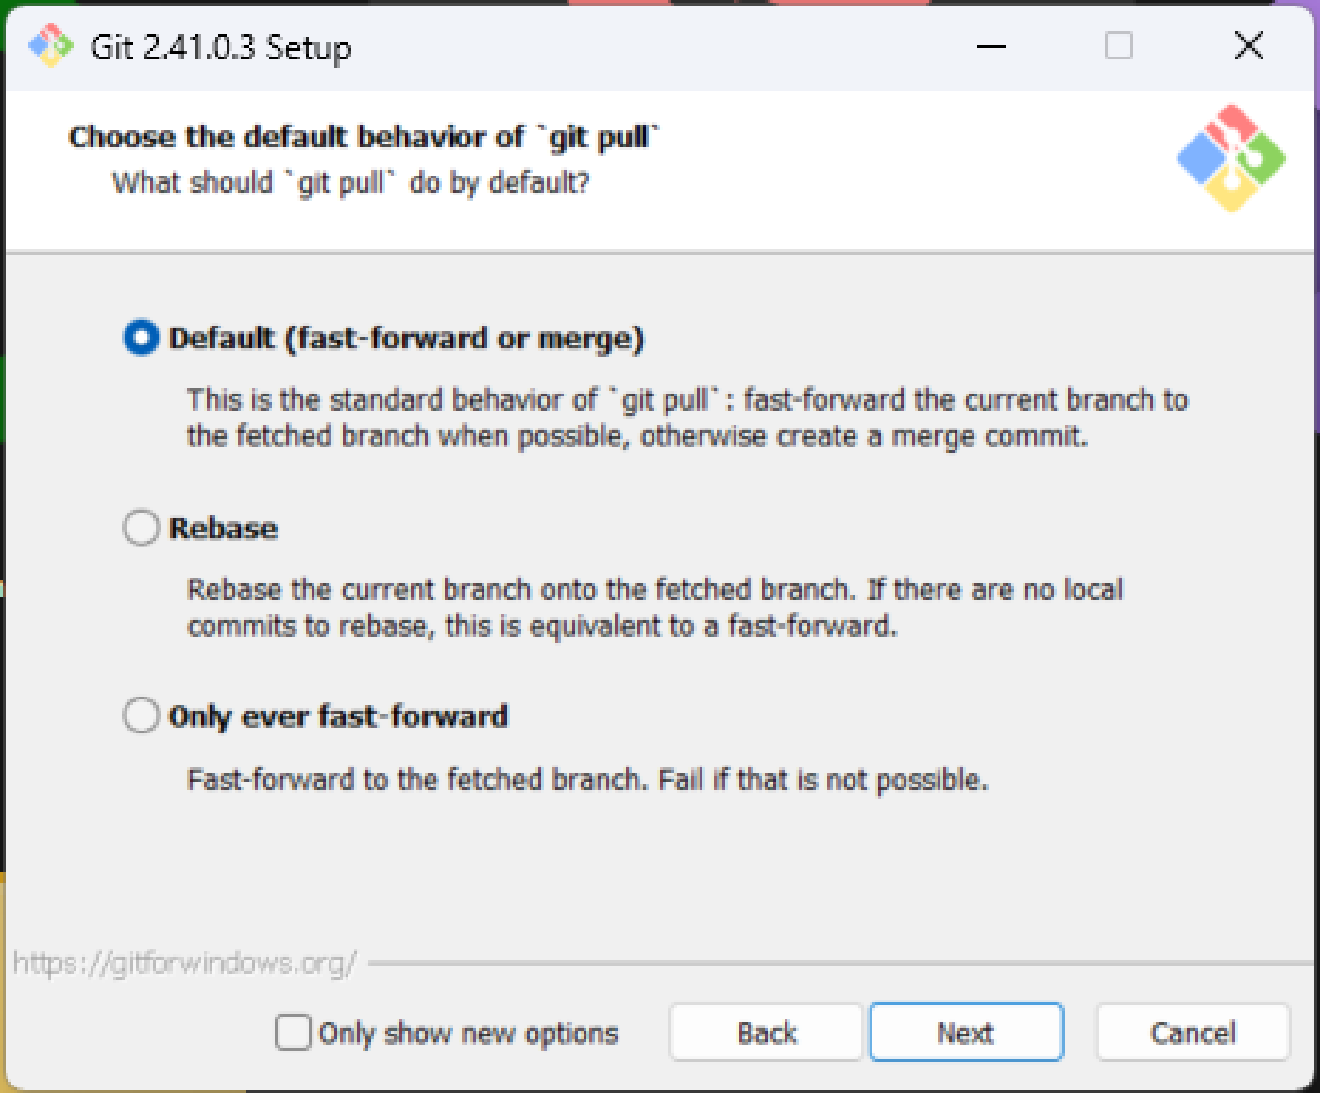 Git 2.41.0.3 Setup
Choose the default behavior of `git pull`
What should `git pull` do by default?
Default (fast-forward or merge)
This is the standard behavior of `git pull`: fast-forward the current branch to
the fetched branch when possible, otherwise create a merge commit.
Rebase
Rebase the current branch onto the fetched branch. If there are no local
commits to rebase, this is equivalent to a fast-forward.
Only ever fast-forward
Fast-forward to the fetched branch. Fail if that is not possible.
https://gitforwindows.org/
Only show new options
Back
Next
Cancel